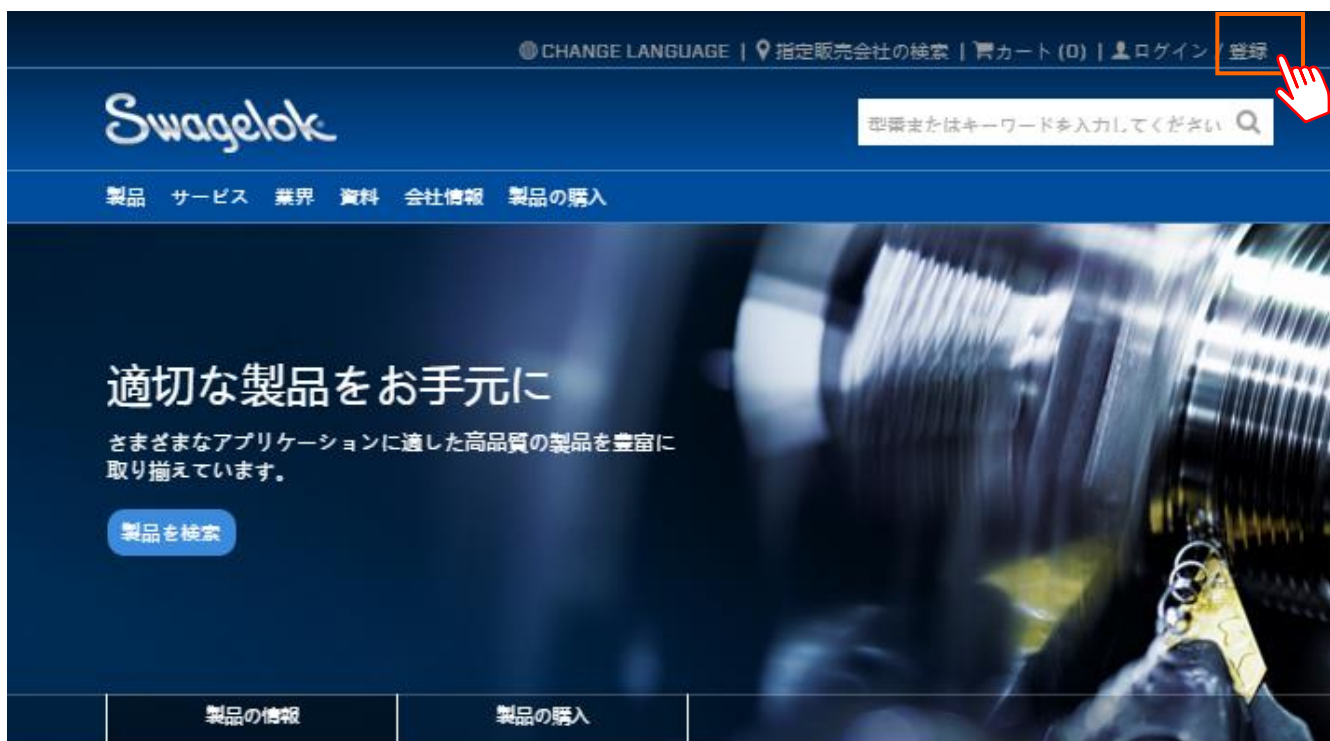 CHANGE LANGUAGE | 指定販売会社の検索 | カート (0) | ログイン / 登録
Swagelok
型番またはキーワードを入力してください
製品 サービス 業界 資料 会社情報 製品の購入
適切な製品をお手元に
さまざまなアプリケーションに適した高品質の製品を豊富に
取り揃えています。
製品を検索
製品の情報 製品の購入